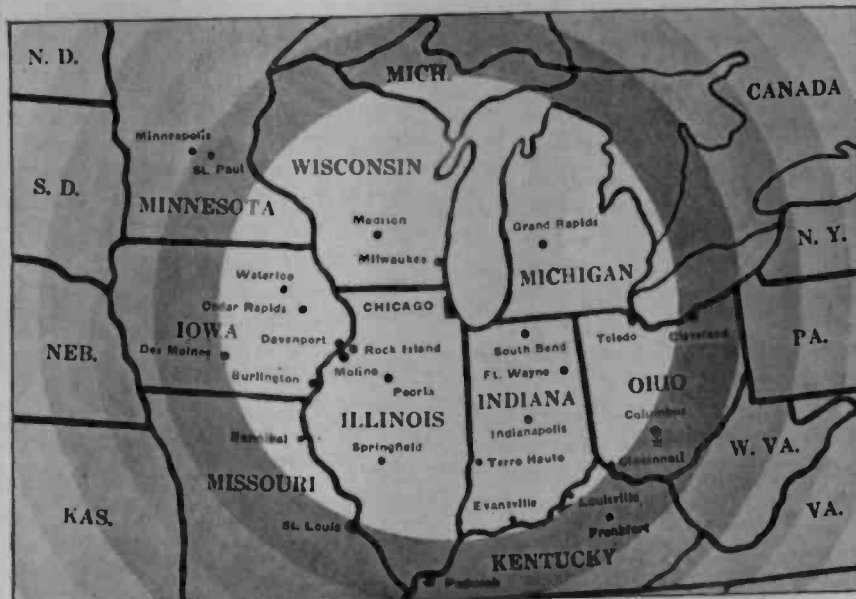 N. D.
MICH.
CANADA
Minneapolis
St. Paul
WISCONSIN
S. D.
MINNESOTA
Madison
Grand Rapids
N. Y.
Milwaukee
MICHIGAN
Waterloo
CHICAGO
Cedar Rapids
IOWA
Davenport
Rock Island
Toledo
Cleveland
PA.
NEB.
Des Moines
South Bend
Moline
Ft. Wayne
Burlington
Peoria
INDIANA
OHIO
ILLINOIS
Columbus
Indianapolis
Hannibal
Springfield
Cincinnati
W. VA.
Terre Haute
MISSOURI
KAS.
Evansville
Louisville
VA.
St. Louis
Frankfort
KENTUCKY
Paducah